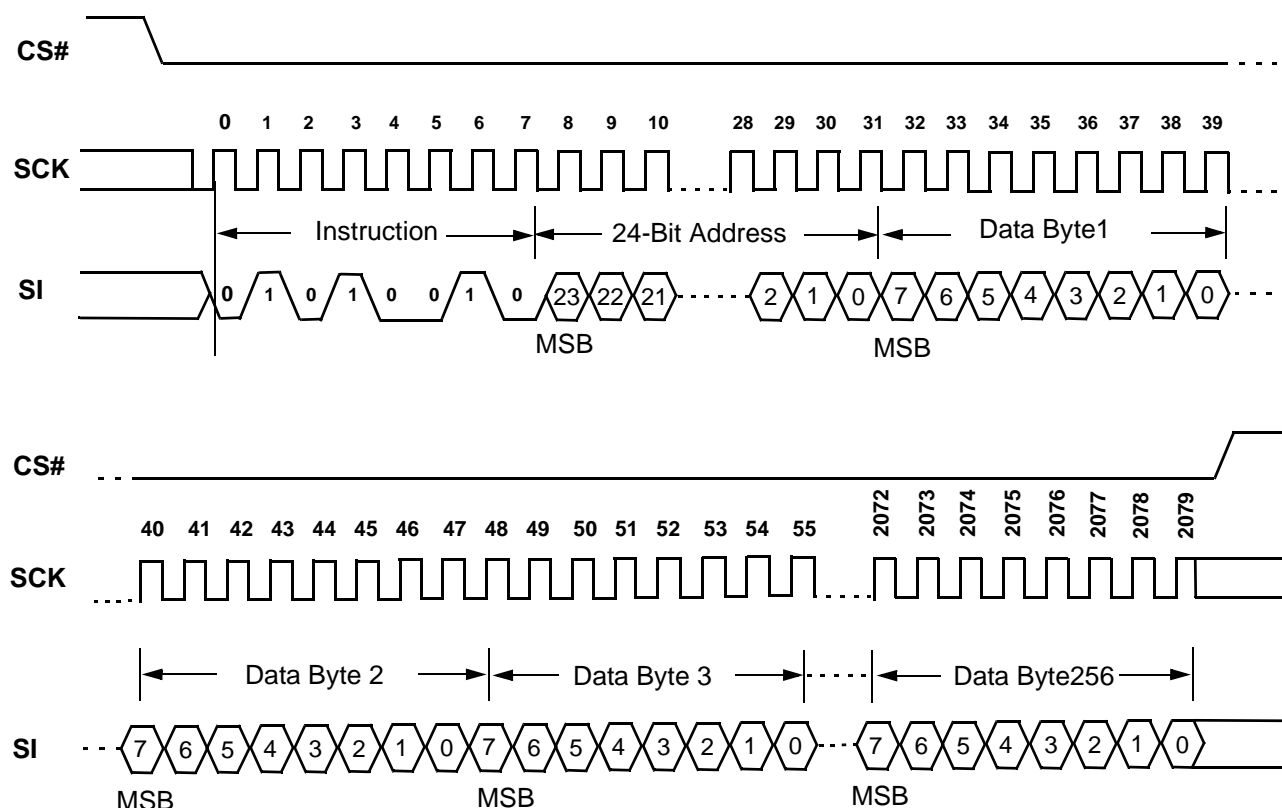 CS#
0 1 2 3 4 5 6 7 8 9 10 28 29 30 31 32 33 34 35 36 37 38 39
SCK
Instruction 24-Bit Address Data Byte1
SI 0 1 0 1 0 0 1 0 23 22 21 2 1 0 7 6 5 4 3 2 1 0
MSB MSB
CS#
40 41 42 43 44 45 46 47 48 49 50 51 52 53 54 55 2072 2073 2074 2075 2076 2077 2078 2079
SCK
Data Byte 2 Data Byte 3 Data Byte256
SI 7 6 5 4 3 2 1 0 7 6 5 4 3 2 1 0 7 6 5 4 3 2 1 0
MSB MSB MSB